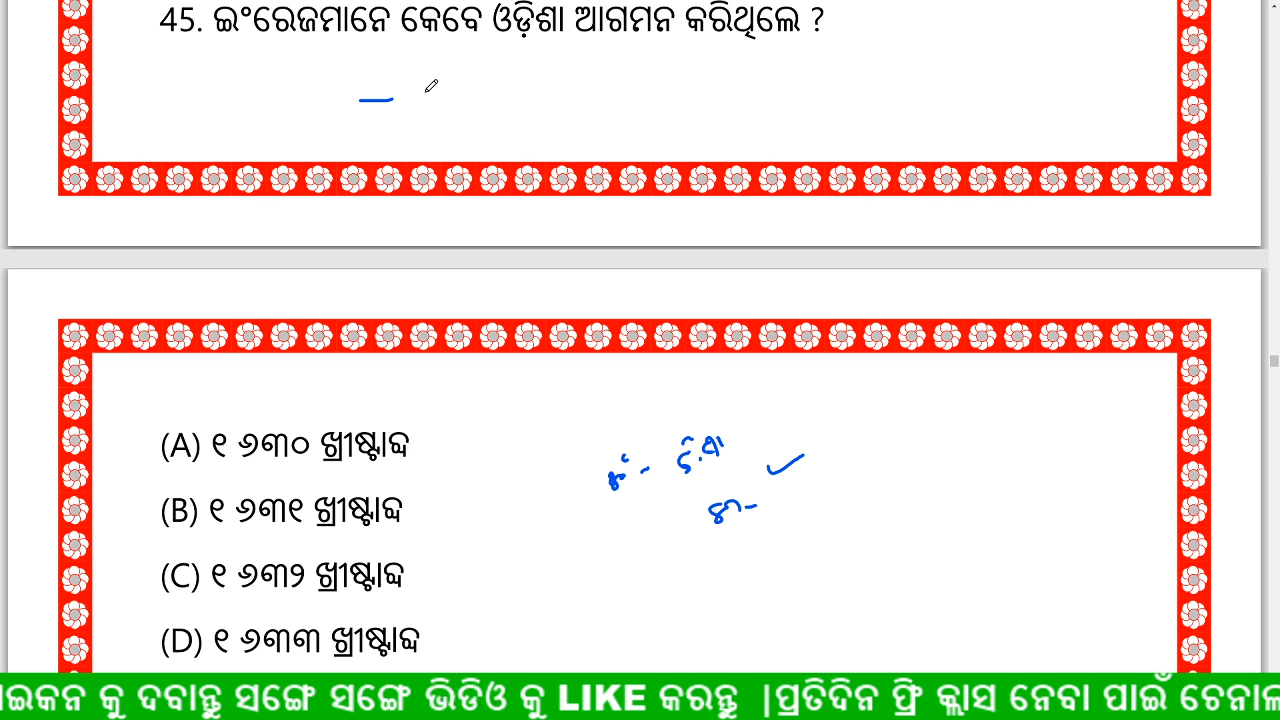 45. ଇଂରେଜମାନେ କେବେ ଓଡ଼ିଶା ଆଗମନ କରିଥିଲେ ?
(A) ୧ ୬୩୦ ଖ୍ରୀଷ୍ଟାବ୍ଦ
(B) ୧ ୬୩୧ ଖ୍ରୀଷ୍ଟାବ୍ଦ
(C) ୧ ୬୩୨ ଖ୍ରୀଷ୍ଟାବ୍ଦ
(D) ୧ ୬୩୩ ଖ୍ରୀଷ୍ଟାବ୍ଦ
ଇକନ କୁ ଦବାନ୍ତୁ ସଙ୍ଗେ ସଙ୍ଗେ ଭିଡିଓ କୁ LIKE କରନ୍ତୁ |ପ୍ରତିଦିନ ଫ୍ରି କ୍ଲାସ ନେବା ପାଇଁ ଚେନାଲ